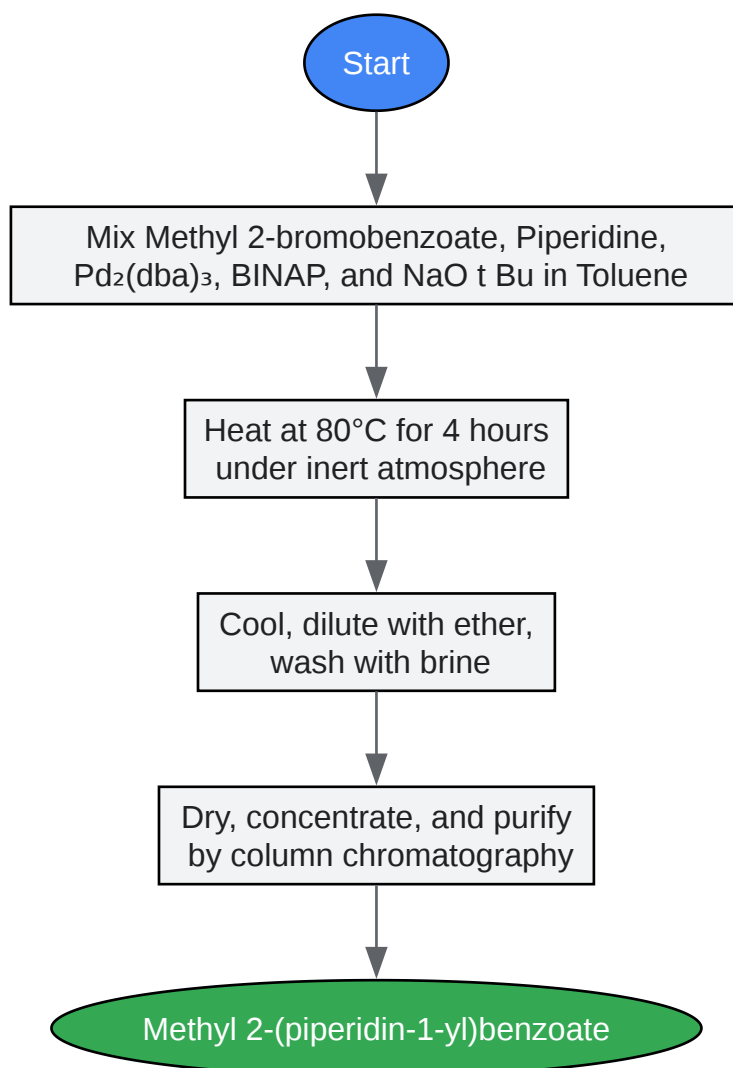 Start
Mix Methyl 2-bromobenzoate, Piperidine,
Pd₂(dba)₃, BINAP, and NaO t Bu in Toluene
Heat at 80°C for 4 hours
under inert atmosphere
Cool, dilute with ether,
wash with brine
Dry, concentrate, and purify
by column chromatography
Methyl 2-(piperidin-1-yl)benzoate